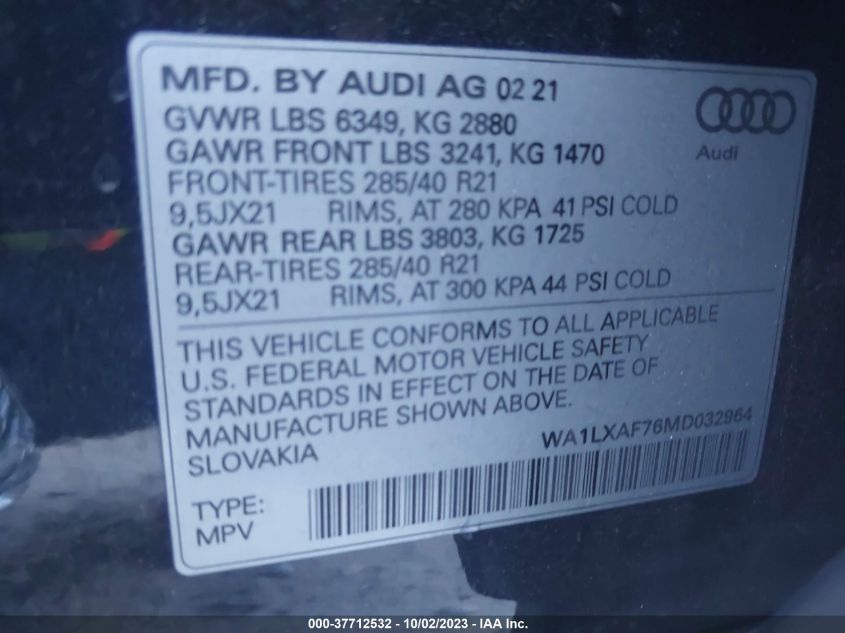 MFD. BY AUDI AG 02 21
GVWR LBS 6349, KG 2880
GAWR FRONT LBS 3241, KG 1470
FRONT-TIRES 285/40 R21
9,5JX21 RIMS, AT 280 KPA 41 PSI COLD
GAWR REAR LBS 3803, KG 1725
REAR-TIRES 285/40 R21
9,5JX21 RIMS, AT 300 KPA 44 PSI COLD
Audi
THIS VEHICLE CONFORMS TO ALL APPLICABLE
U.S. FEDERAL MOTOR VEHICLE SAFETY
STANDARDS IN EFFECT ON THE DATE OF
MANUFACTURE SHOWN ABOVE.
SLOVAKIA
WA1LXAF76MD032964
TYPE:
MPV
000-37712532 - 10/02/2023 - IAA Inc.